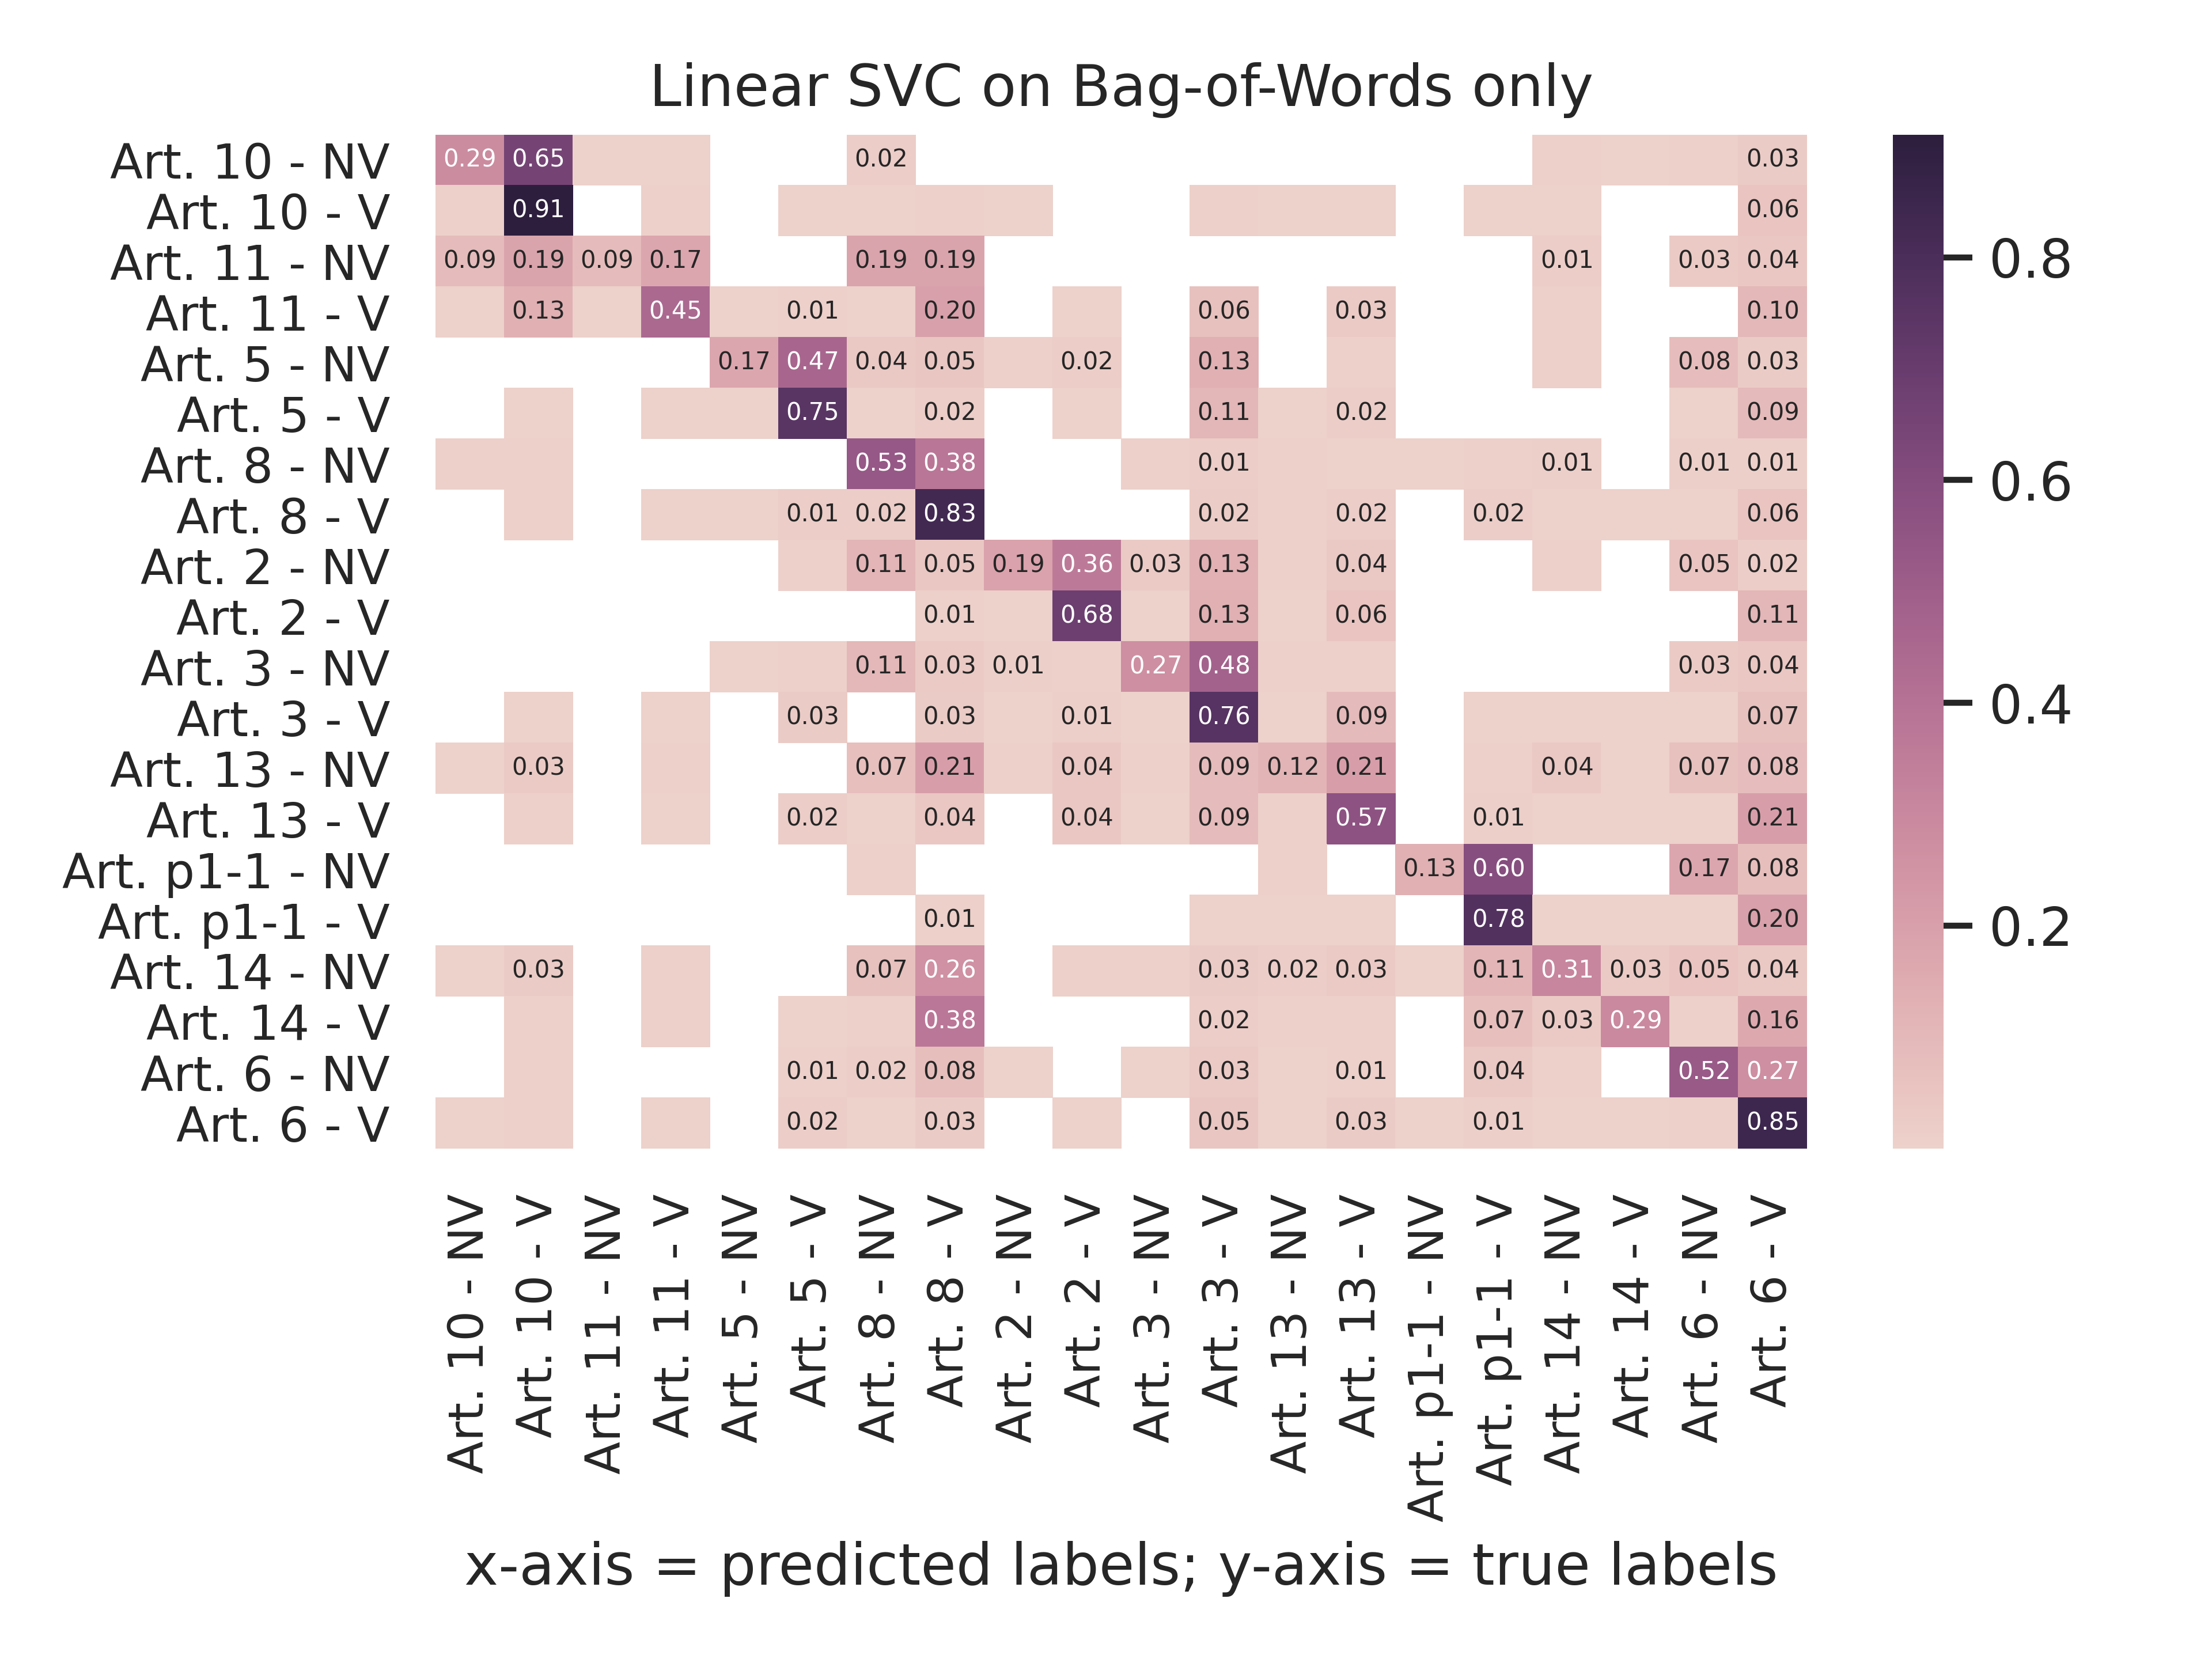 Linear SVC on Bag-of-Words only
Art. 10 - NV 0.29 0.65 0.02 0.03
Art. 10 - V 0.91 0.06
Art. 11 - NV 0.09 0.19 0.09 0.17 0.19 0.19 0.01 0.03 0.04
Art. 11 - V 0.13 0.45 0.01 0.20 0.06 0.03 0.10
Art. 5 - NV 0.17 0.47 0.04 0.05 0.02 0.13 0.08 0.03
Art. 5 - V 0.75 0.02 0.11 0.02 0.09
Art. 8 - NV 0.53 0.38 0.01 0.01 0.01 0.01
Art. 8 - V 0.01 0.02 0.83 0.02 0.02 0.02 0.06
Art. 2 - NV 0.11 0.05 0.19 0.36 0.03 0.13 0.04 0.05 0.02
Art. 2 - V 0.01 0.68 0.13 0.06 0.11
Art. 3 - NV 0.11 0.03 0.01 0.27 0.48 0.03 0.04
Art. 3 - V 0.03 0.03 0.01 0.76 0.09 0.07
Art. 13 - NV 0.03 0.07 0.21 0.04 0.09 0.12 0.21 0.04 0.07 0.08
Art. 13 - V 0.02 0.04 0.04 0.09 0.57 0.01 0.21
Art. p1-1 - NV 0.13 0.60 0.17 0.08
Art. p1-1 - V 0.01 0.78 0.20
Art. 14 - NV 0.03 0.07 0.26 0.03 0.02 0.03 0.11 0.31 0.03 0.05 0.04
Art. 14 - V 0.38 0.02 0.07 0.03 0.29 0.16
Art. 6 - NV 0.01 0.02 0.08 0.03 0.01 0.04 0.52 0.27
Art. 6 - V 0.02 0.03 0.05 0.03 0.01 0.85
Art. 10 - NV
Art. 10 - V
Art. 11 - NV
Art. 11 - V
Art. 5 - NV
Art. 5 - V
Art. 8 - NV
Art. 8 - V
Art. 2 - NV
Art. 2 - V
Art. 3 - NV
Art. 3 - V
Art. 13 - NV
Art. 13 - V
Art. p1-1 - NV
Art. p1-1 - V
Art. 14 - NV
Art. 14 - V
Art. 6 - NV
Art. 6 - V
x-axis = predicted labels; y-axis = true labels
0.8
0.6
0.4
0.2